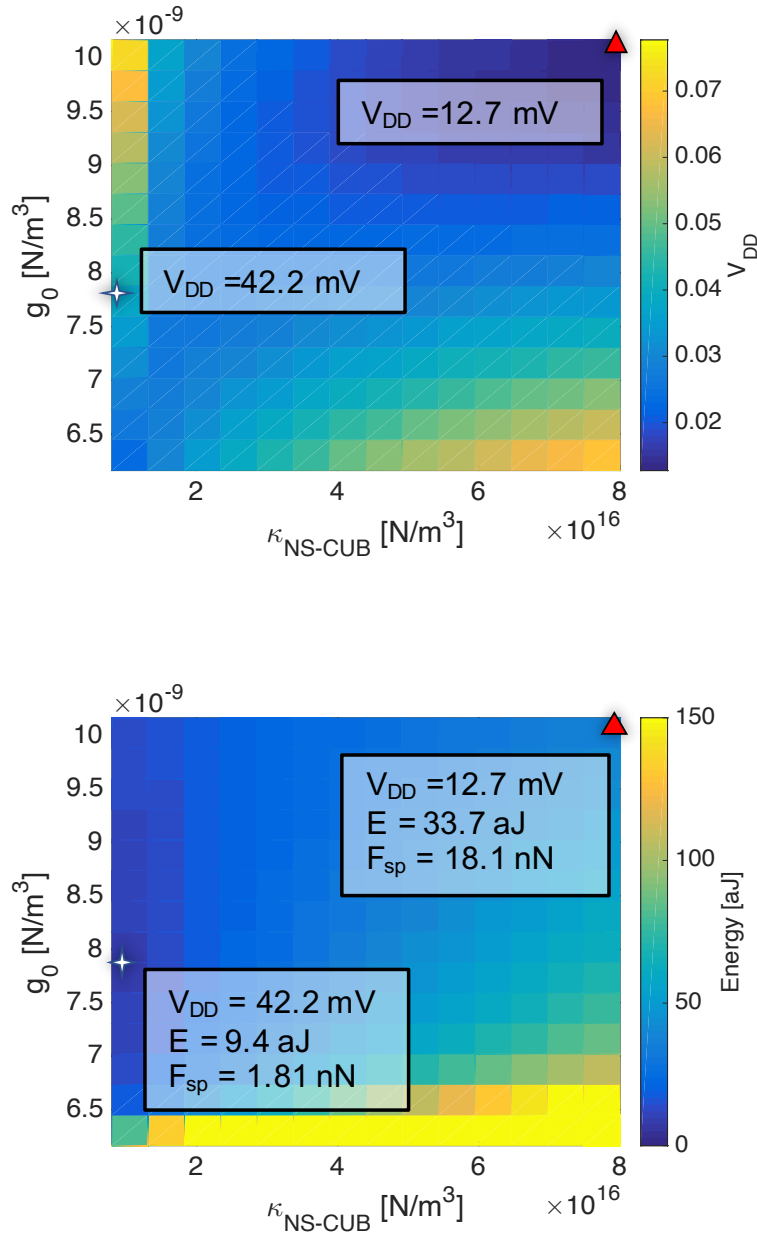 ×10⁻⁹
10
9.5
9
8.5
8
7.5
7
6.5
g₀ [N/m³]
V_DD =12.7 mV
V_DD =42.2 mV
2
4
6
8
×10¹⁶
κ_NS-CUB [N/m³]
0.07
0.06
0.05
0.04
0.03
0.02
V_DD
×10⁻⁹
10
9.5
9
8.5
8
7.5
7
6.5
g₀ [N/m³]
V_DD =12.7 mV
E = 33.7 aJ
F_sp = 18.1 nN
V_DD = 42.2 mV
E = 9.4 aJ
F_sp = 1.81 nN
2
4
6
8
×10¹⁶
κ_NS-CUB [N/m³]
150
100
50
0
Energy [aJ]